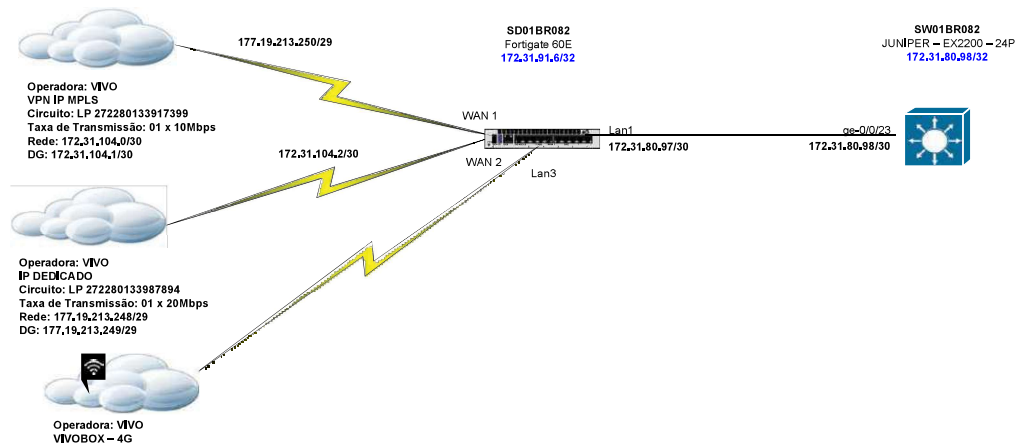 177.19.213.250/29
SD01BR082
Fortigate 60E
172.31.91.6/32
SW01BR082
JUNIPER – EX2200 – 24P
172.31.80.98/32
Operadora: VIVO
VPN IP MPLS
Circuito: LP 272280133917399
Taxa de Transmissão: 01 x 10Mbps
Rede: 172.31.104.0/30
DG: 172.31.104.1/30
WAN 1
Lan1
ge-0/0/23
172.31.80.97/30
172.31.80.98/30
172.31.104.2/30
WAN 2
Lan3
Operadora: VIVO
IP DEDICADO
Circuito: LP 272280133987894
Taxa de Transmissão: 01 x 20Mbps
Rede: 177.19.213.248/29
DG: 177.19.213.249/29
Operadora: VIVO
VIVOBOX – 4G